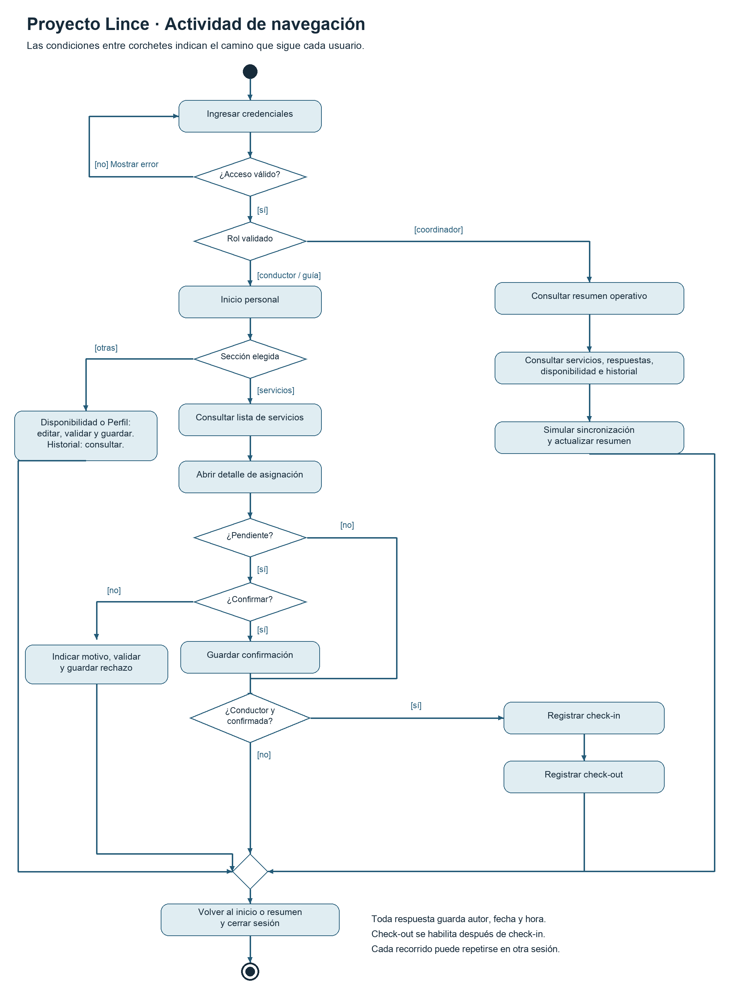 Proyecto Lince · Actividad de navegación
Las condiciones entre corchetes indican el camino que sigue cada usuario.
Ingresar credenciales
[no] Mostrar error
¿Acceso válido?
[sí]
Rol validado
[coordinador]
[conductor / guía]
Inicio personal
Consultar resumen operativo
[otras]
Sección elegida
Consultar servicios, respuestas,
disponibilidad e historial
[servicios]
Consultar lista de servicios
Disponibilidad o Perfil:
editar, validar y guardar.
Historial: consultar.
Simular sincronización
y actualizar resumen
Abrir detalle de asignación
¿Pendiente?
[no]
[sí]
[no]
¿Confirmar?
[sí]
Indicar motivo, validar
y guardar rechazo
Guardar confirmación
¿Conductor y
confirmada?
[sí]
Registrar check-in
[no]
Registrar check-out
Volver al inicio o resumen
y cerrar sesión
Toda respuesta guarda autor, fecha y hora.
Check-out se habilita después de check-in.
Cada recorrido puede repetirse en otra sesión.